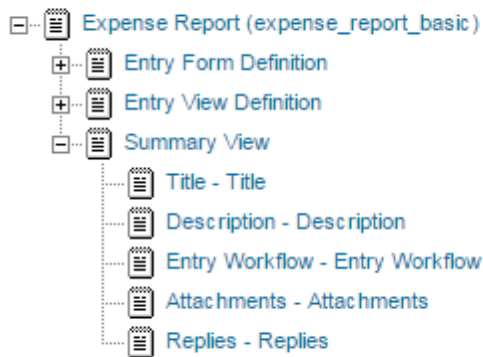 Expense Report (expense_report_basic)
Entry Form Definition
Entry View Definition
Summary View
Title - Title
Description - Description
Entry Workflow - Entry Workflow
Attachments - Attachments
Replies - Replies